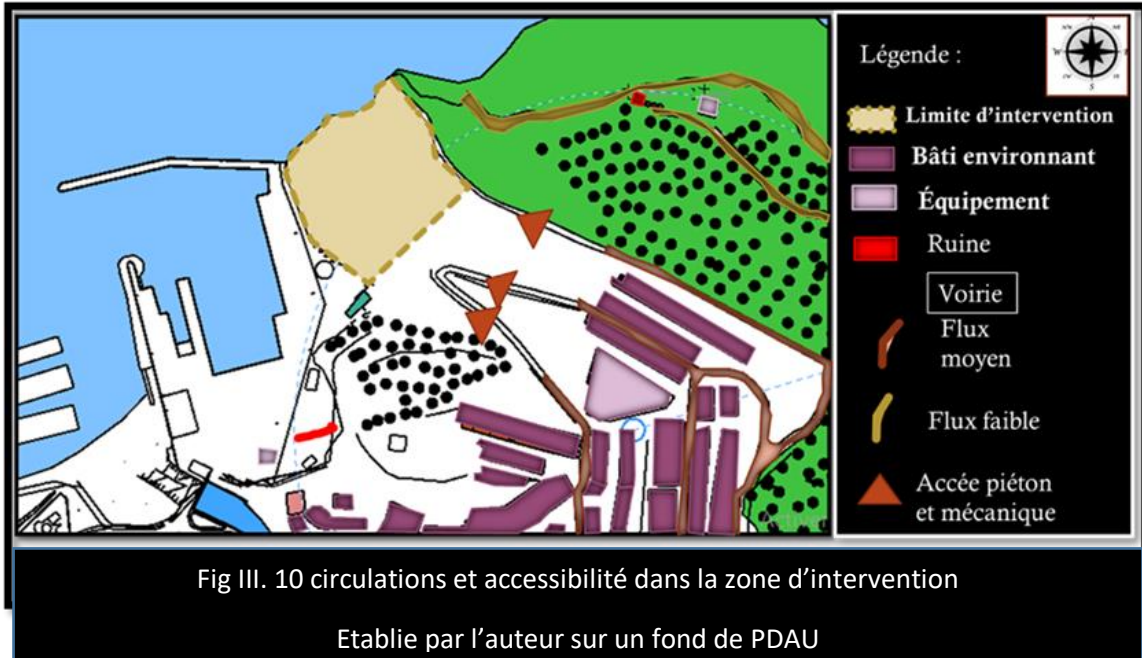 Légende :
Limite d'intervention
Bâti environnant
Équipement
Ruine
Voirie
Flux
moyen
Flux faible
Accée piéton
et mécanique
Fig III. 10 circulations et accessibilité dans la zone d'intervention
Etablie par l'auteur sur un fond de PDAU